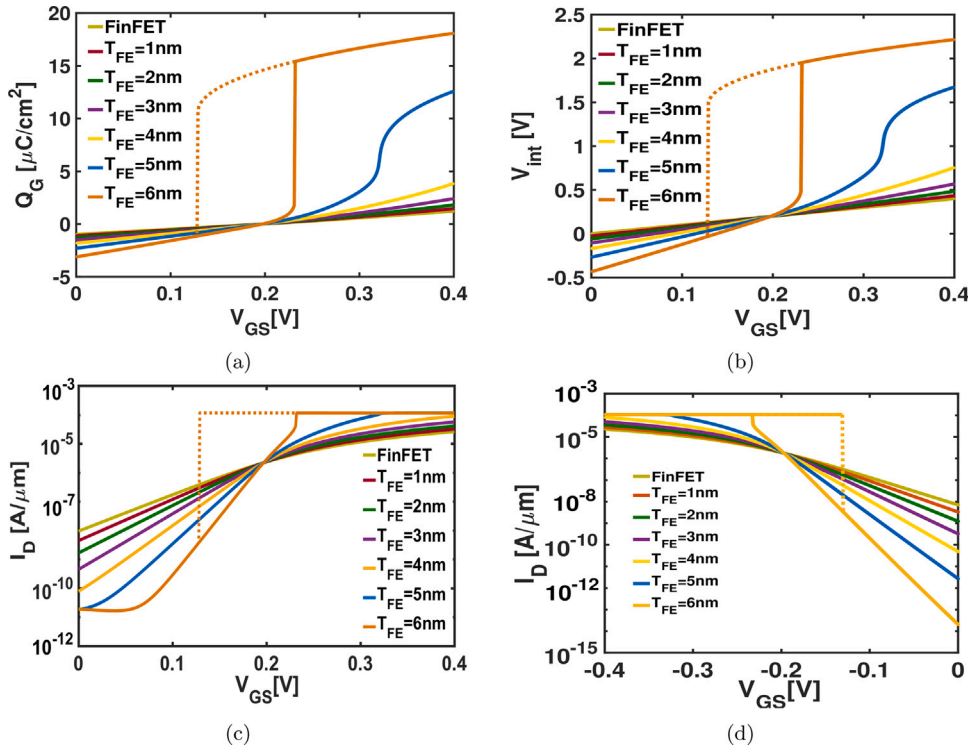 20
15
10
5
0
-5
Q_G [μC/cm²]
FinFET
T_FE=1nm
T_FE=2nm
T_FE=3nm
T_FE=4nm
T_FE=5nm
T_FE=6nm
0 0.1 0.2 0.3 0.4
V_GS[V]
(a)
2.5
2
1.5
1
0.5
0
-0.5
V_int [V]
FinFET
T_FE=1nm
T_FE=2nm
T_FE=3nm
T_FE=4nm
T_FE=5nm
T_FE=6nm
0 0.1 0.2 0.3 0.4
V_GS[V]
(b)
10⁻³
10⁻⁵
10⁻⁷
10⁻¹⁰
10⁻¹²
I_D [A/μm]
FinFET
T_FE=1nm
T_FE=2nm
T_FE=3nm
T_FE=4nm
T_FE=5nm
T_FE=6nm
0 0.1 0.2 0.3 0.4
V_GS[V]
(c)
10⁻³
10⁻⁵
10⁻⁸
10⁻¹⁰
10⁻¹²
10⁻¹⁵
I_D [A/μm]
FinFET
T_FE=1nm
T_FE=2nm
T_FE=3nm
T_FE=4nm
T_FE=5nm
T_FE=6nm
-0.4 -0.3 -0.2 -0.1 0
V_GS[V]
(d)